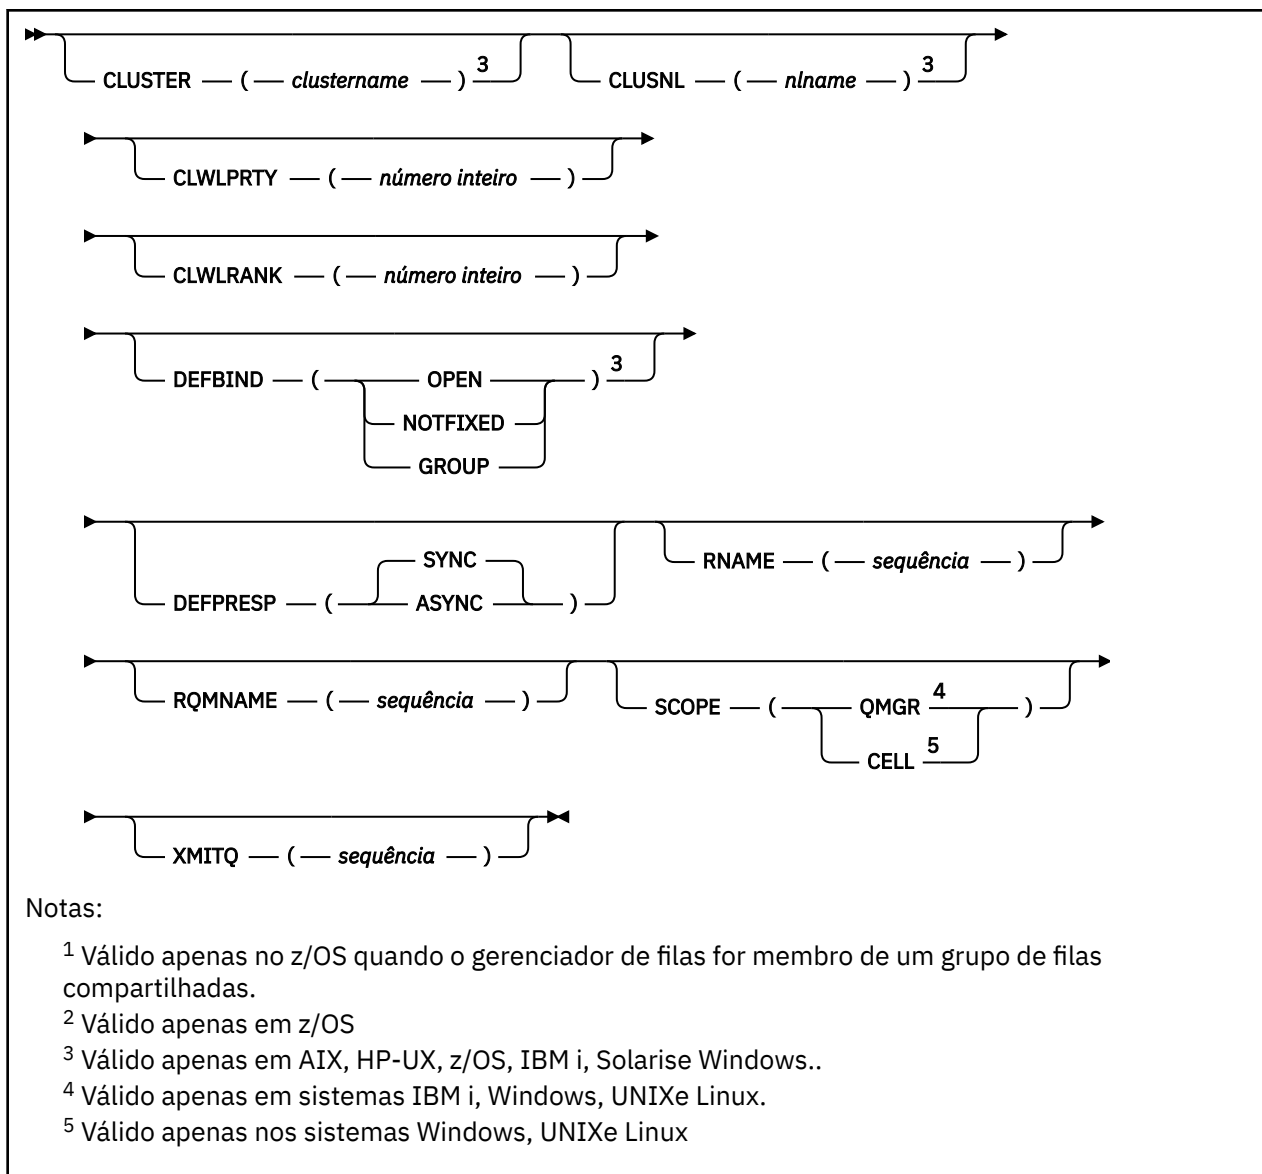 CLUSTER ( clustername ) 3 CLUSNL ( nlname ) 3
CLWLPRTY ( número inteiro )
CLWLRANK ( número inteiro )
DEFBIND ( OPEN ) 3
NOTFIXED
GROUP
SYNC
DEFPRESP ( ASYNC )
RNAME ( sequência )
RQMNAME ( sequência ) SCOPE ( QMGR 4 )
CELL 5
XMITQ ( sequência )
Notas:
1 Válido apenas no z/OS quando o gerenciador de filas for membro de um grupo de filas
compartilhadas.
2 Válido apenas em z/OS
3 Válido apenas em AIX, HP-UX, z/OS, IBM i, Solarise Windows..
4 Válido apenas em sistemas IBM i, Windows, UNIXe Linux.
5 Válido apenas nos sistemas Windows, UNIXe Linux